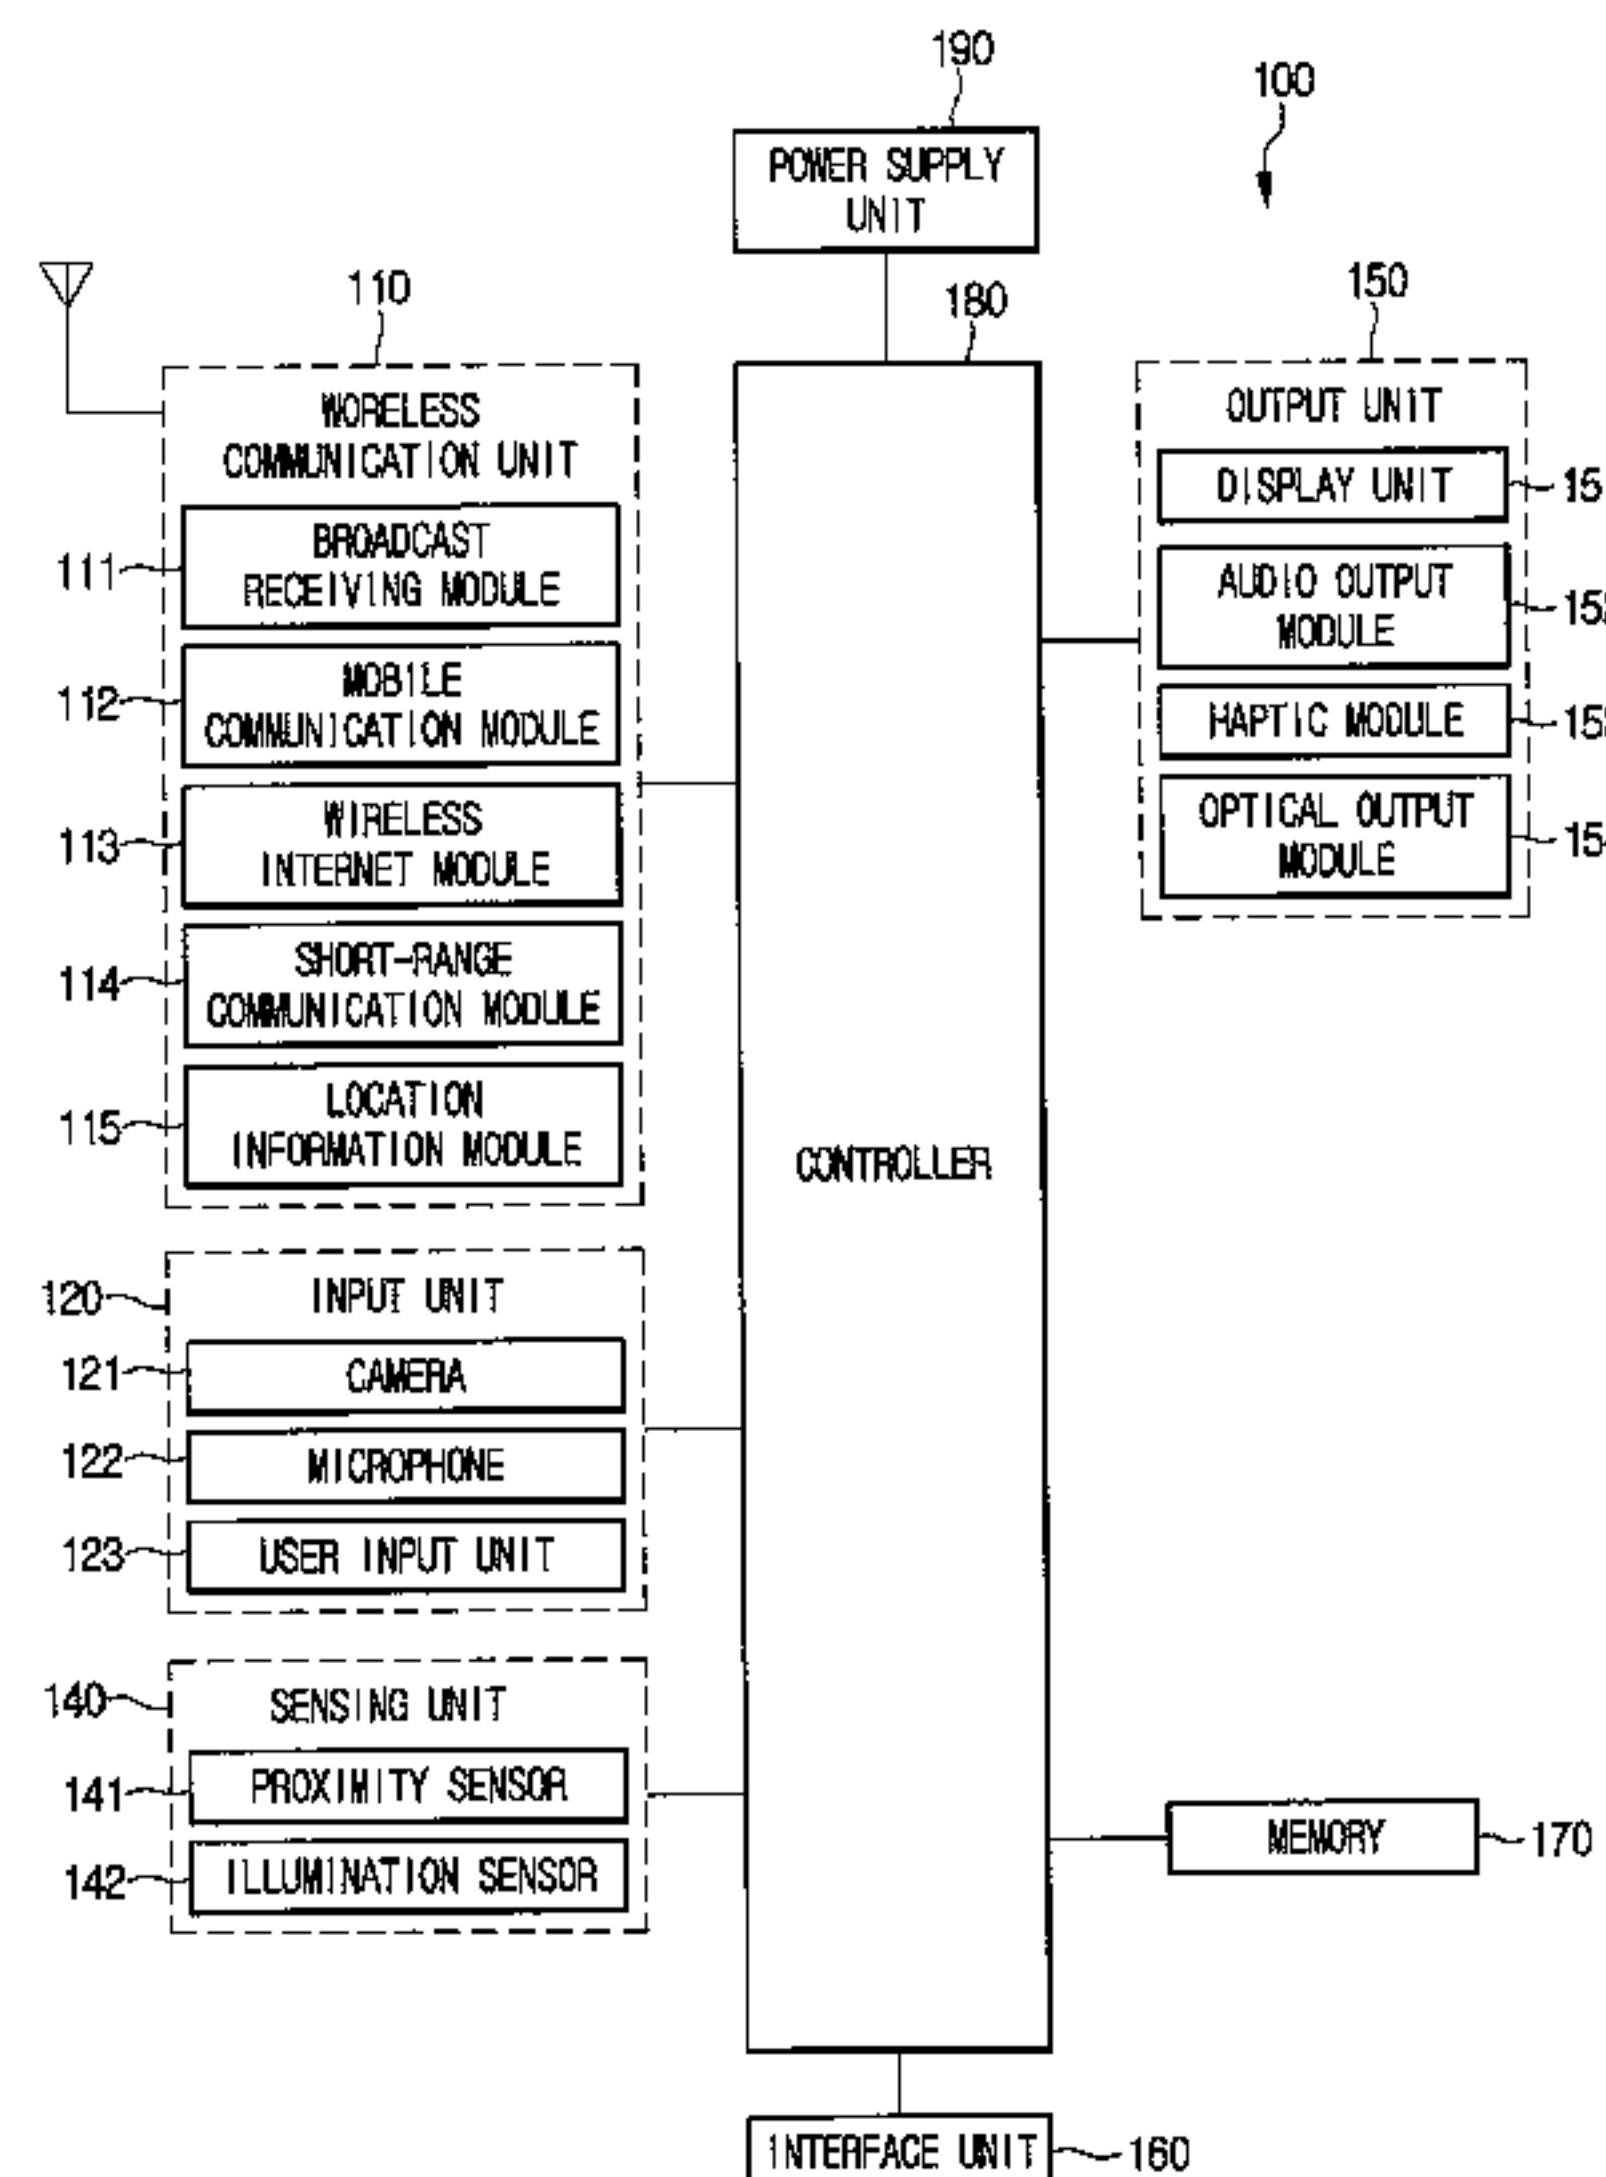 190
100
POWER SUPPLY
UNIT
110
180
150
WORELESS
COMMUNICATION UNIT
111
BROADCAST
RECEIVING MODULE
112
MOBILE
COMMUNICATION MODULE
113
WIRELESS
INTERNET MODULE
114
SHORT-RANGE
COMMUNICATION MODULE
115
LOCATION
INFORMATION MODULE
120
INPUT UNIT
121
CAMERA
122
MICROPHONE
123
USER INPUT UNIT
140
SENSING UNIT
141
PROXIMITY SENSOR
142
ILLUMINATION SENSOR
CONTROLLER
OUTPUT UNIT
DISPLAY UNIT
AUDIO OUTPUT
MODULE
HAPTIC MODULE
OPTICAL OUTPUT
MODULE
MEMORY
170
INTERFACE UNIT
160